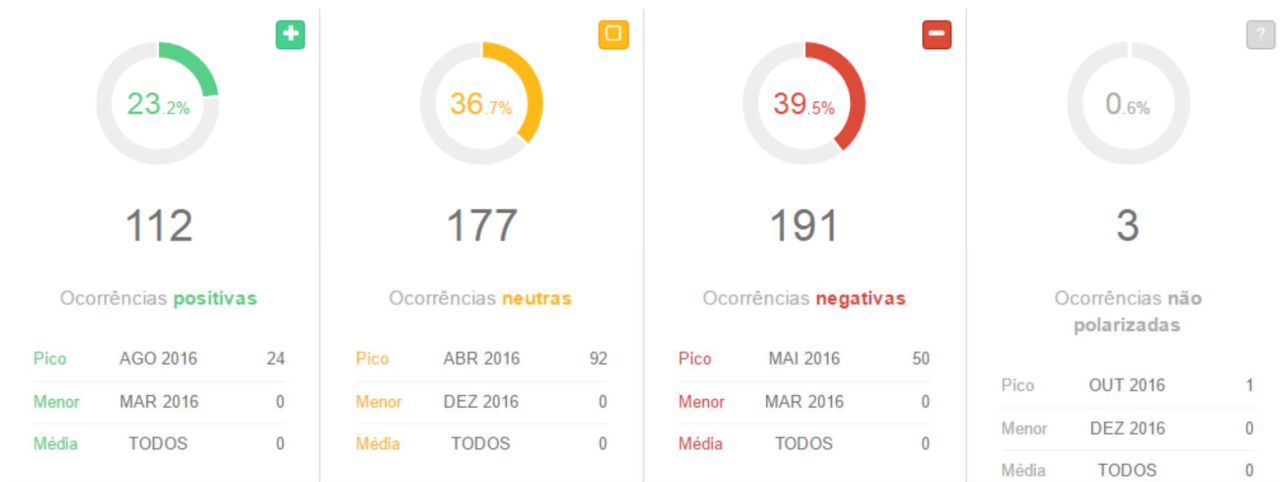 23.2%
112
Ocorrências positivas
Pico AGO 2016 24
Menor MAR 2016 0
Média TODOS 0
36.7%
177
Ocorrências neutras
Pico ABR 2016 92
Menor DEZ 2016 0
Média TODOS 0
39.5%
191
Ocorrências negativas
Pico MAI 2016 50
Menor MAR 2016 0
Média TODOS 0
?
0.6%
3
Ocorrências não
polarizadas
Pico OUT 2016 1
Menor DEZ 2016 0
Média TODOS 0